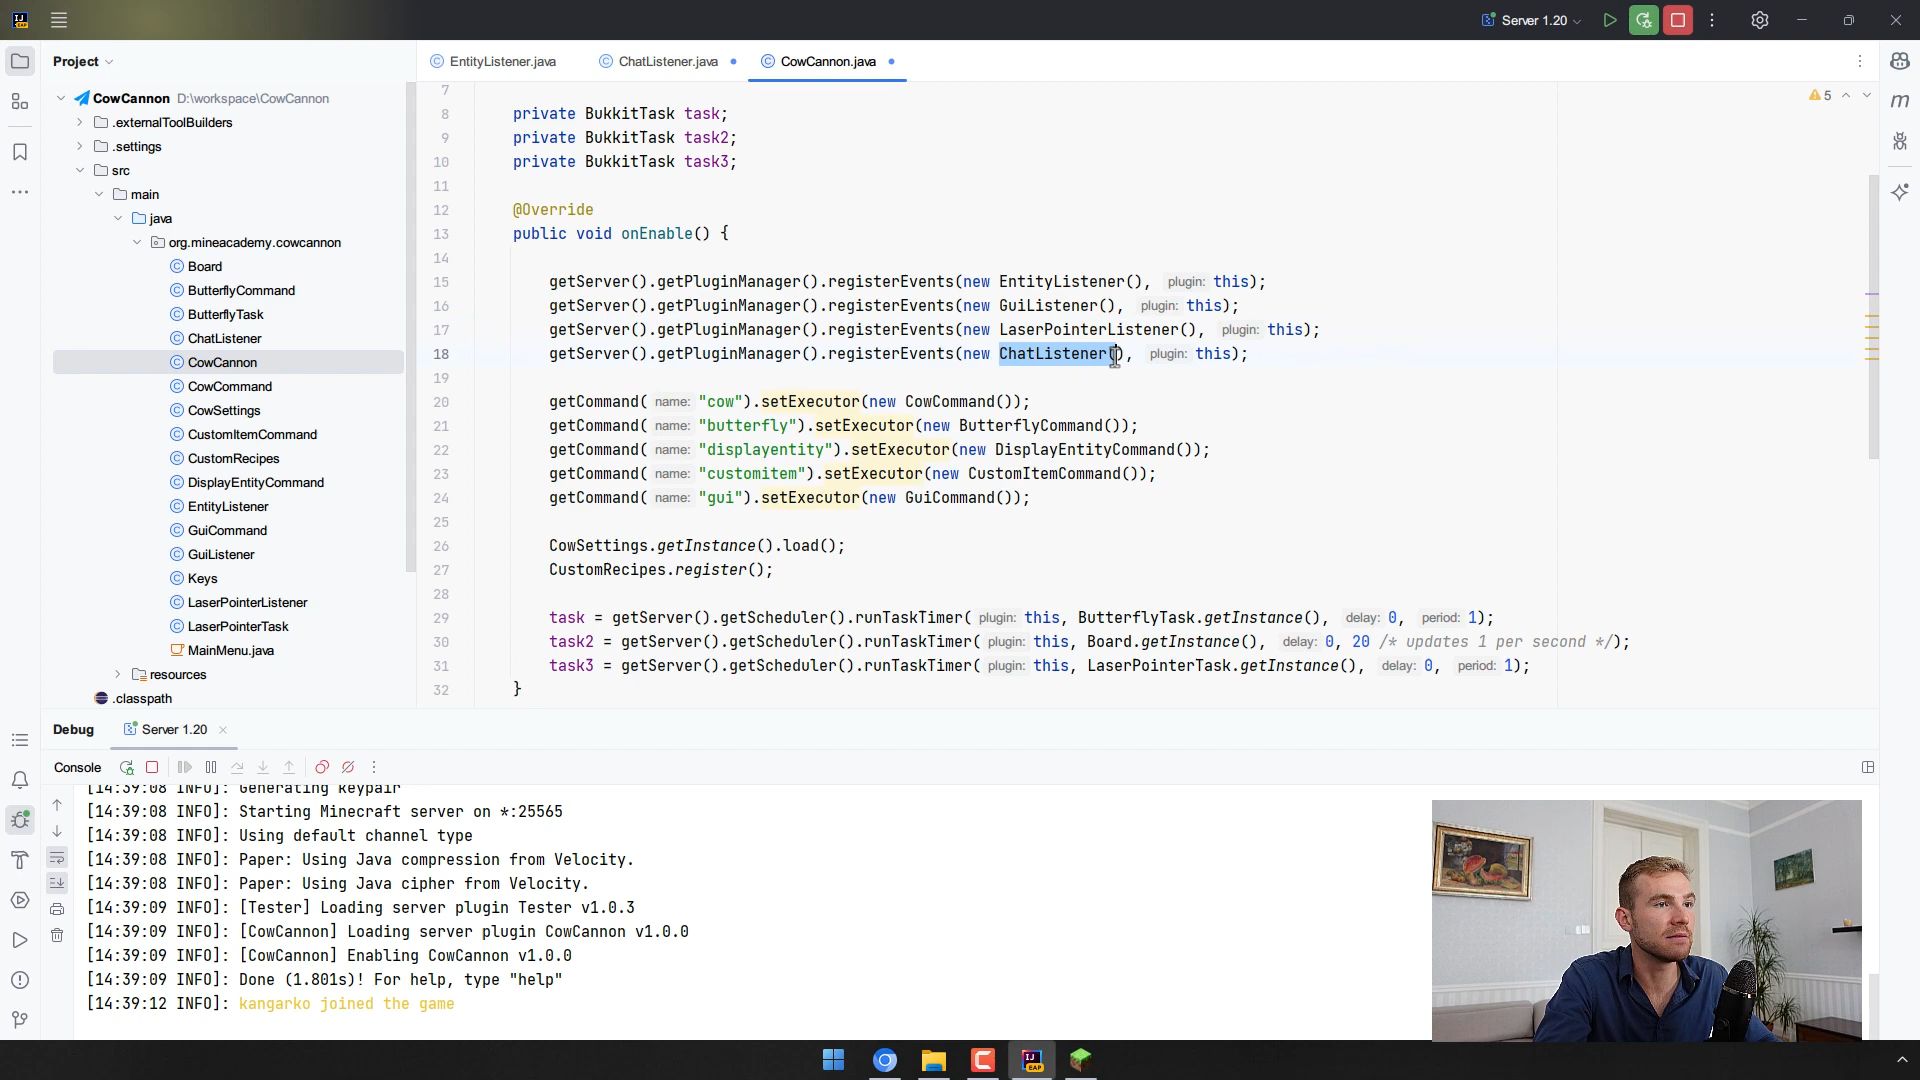 Server 1.20
Project
EntityListener.java
ChatListener.java
CowCannon.java
CowCannon D:\workspace\CowCannon
.externalToolBuilders
.settings
src
main
java
org.mineacademy.cowcannon
Board
ButterflyCommand
ButterflyTask
ChatListener
CowCannon
CowCommand
CowSettings
CustomItemCommand
CustomRecipes
DisplayEntityCommand
EntityListener
GuiCommand
GuiListener
Keys
LaserPointerListener
LaserPointerTask
MainMenu.java
resources
.classpath
5
7
8 private BukkitTask task;
9 private BukkitTask task2;
10 private BukkitTask task3;
11
12 @Override
13 public void onEnable() {
14
15 getServer().getPluginManager().registerEvents(new EntityListener(), plugin: this);
16 getServer().getPluginManager().registerEvents(new GuiListener(), plugin: this);
17 getServer().getPluginManager().registerEvents(new LaserPointerListener(), plugin: this);
18 getServer().getPluginManager().registerEvents(new ChatListener(), plugin: this);
19
20 getCommand( name: "cow").setExecutor(new CowCommand());
21 getCommand( name: "butterfly").setExecutor(new ButterflyCommand());
22 getCommand( name: "displayentity").setExecutor(new DisplayEntityCommand());
23 getCommand( name: "customitem").setExecutor(new CustomItemCommand());
24 getCommand( name: "gui").setExecutor(new GuiCommand());
25
26 CowSettings.getInstance().load();
27 CustomRecipes.register();
28
29 task = getServer().getScheduler().runTaskTimer( plugin: this, ButterflyTask.getInstance(), delay: 0, period: 1);
30 task2 = getServer().getScheduler().runTaskTimer( plugin: this, Board.getInstance(), delay: 0, 20 /* updates 1 per second */);
31 task3 = getServer().getScheduler().runTaskTimer( plugin: this, LaserPointerTask.getInstance(), delay: 0, period: 1);
32 }
Debug
Server 1.20
Console
[14:39:08 INFO]: Generating keypair
[14:39:08 INFO]: Starting Minecraft server on *:25565
[14:39:08 INFO]: Using default channel type
[14:39:08 INFO]: Paper: Using Java compression from Velocity.
[14:39:08 INFO]: Paper: Using Java cipher from Velocity.
[14:39:09 INFO]: [Tester] Loading server plugin Tester v1.0.3
[14:39:09 INFO]: [CowCannon] Loading server plugin CowCannon v1.0.0
[14:39:09 INFO]: [CowCannon] Enabling CowCannon v1.0.0
[14:39:09 INFO]: Done (1.801s)! For help, type "help"
[14:39:12 INFO]: kangarko joined the game